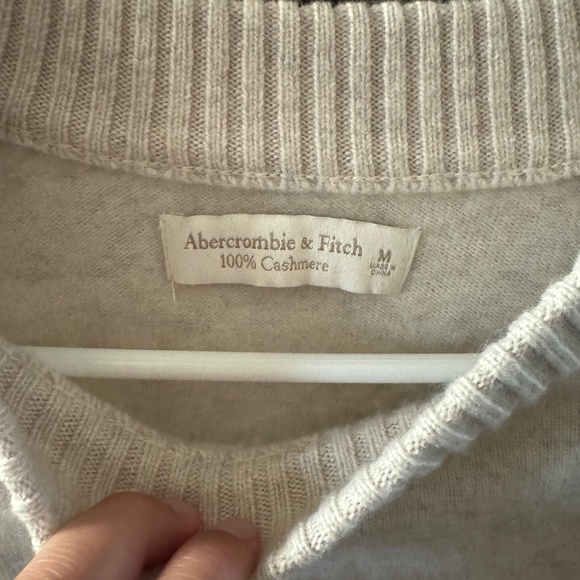 Abercrombie & Fitch
100% Cashmere
M
MADE IN
CHINA